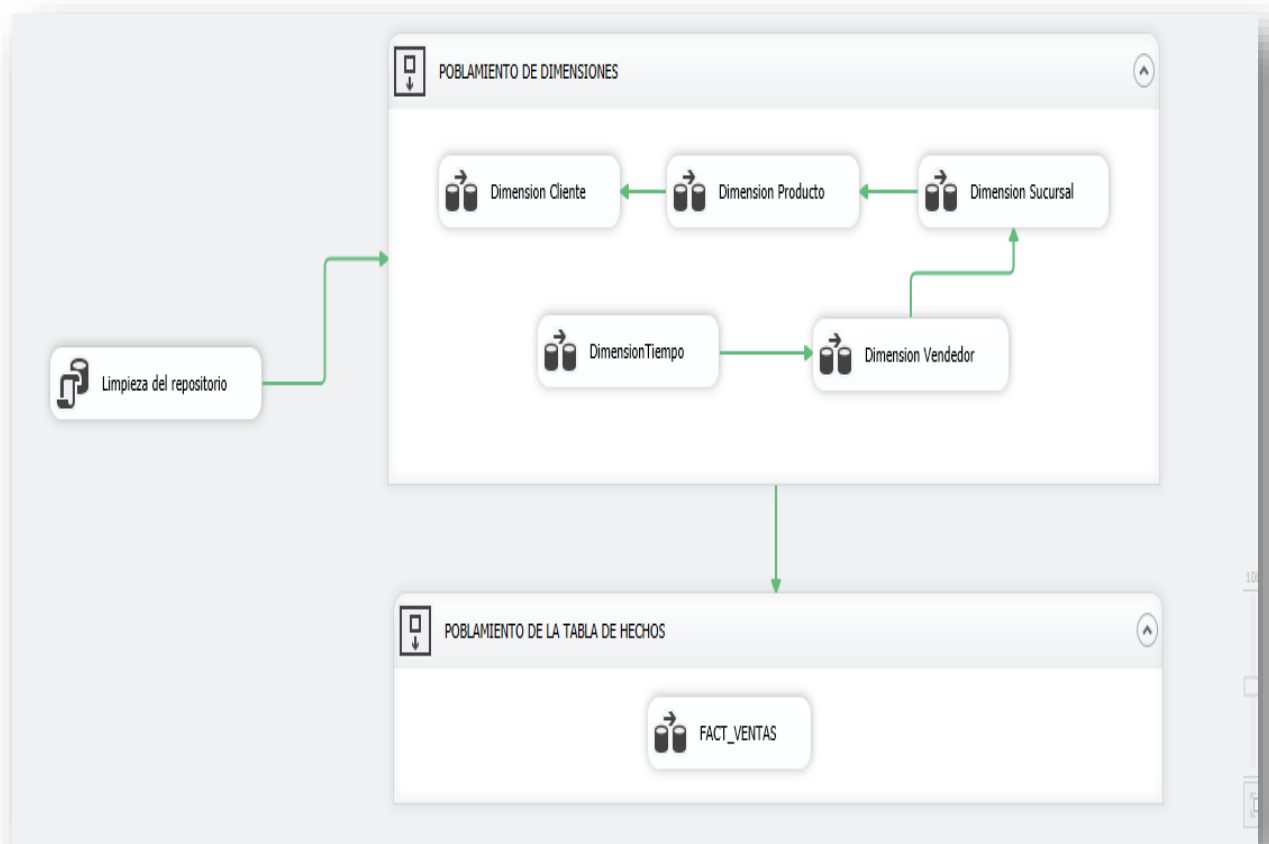 POBLAMIENTO DE DIMENSIONES
Dimension Cliente
Dimension Producto
Dimension Sucursal
DimensionTiempo
Dimension Vendedor
Limpieza del repositorio
POBLAMIENTO DE LA TABLA DE HECHOS
FACT_VENTAS